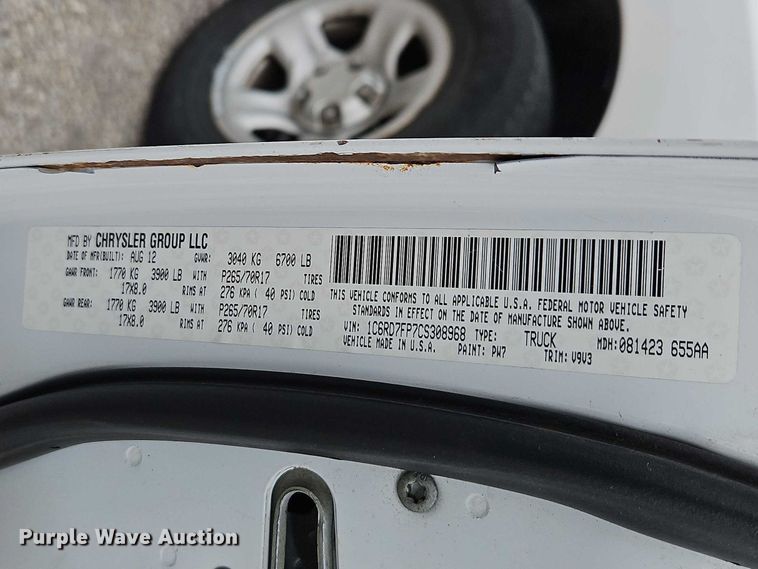 MFD BY CHRYSLER GROUP LLC
DATE OF MFR(BUILT): AUG 12 GVWR: 3040 KG 6700 LB
GAWR FRONT: 1770 KG 3900 LB WITH P265/70R17 TIRES
17X8.0 RIMS AT 276 KPA ( 40 PSI) COLD
GAWR REAR: 1770 KG 3900 LB WITH P265/70R17 TIRES
17X8.0 RIMS AT 276 KPA ( 40 PSI) COLD
THIS VEHICLE CONFORMS TO ALL APPLICABLE U.S.A. FEDERAL MOTOR VEHICLE SAFETY
STANDARDS IN EFFECT ON THE DATE OF MANUFACTURE SHOWN ABOVE.
VIN: 1C6RD7FP7CS308968 TYPE: TRUCK MDH:081423 655AA
VEHICLE MADE IN U.S.A. PAINT: PW7 TRIM: V9V3
Purple Wave Auction